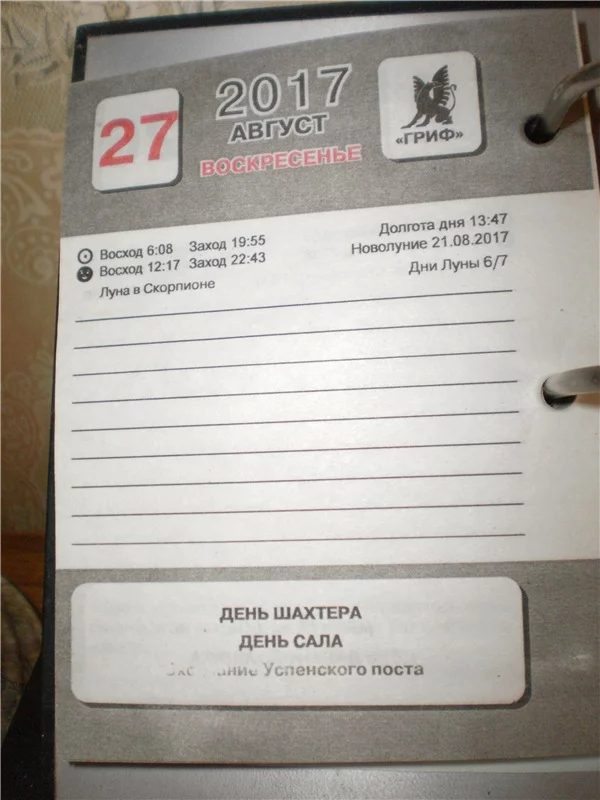 27
2017
АВГУСТ
ВОСКРЕСЕНЬЕ
«ГРИФ»
Восход 6:08 Заход 19:55
Восход 12:17 Заход 22:43
Луна в Скорпионе
Долгота дня 13:47
Новолуние 21.08.2017
Дни Луны 6/7
ДЕНЬ ШАХТЕРА
ДЕНЬ САЛА
Успенского поста